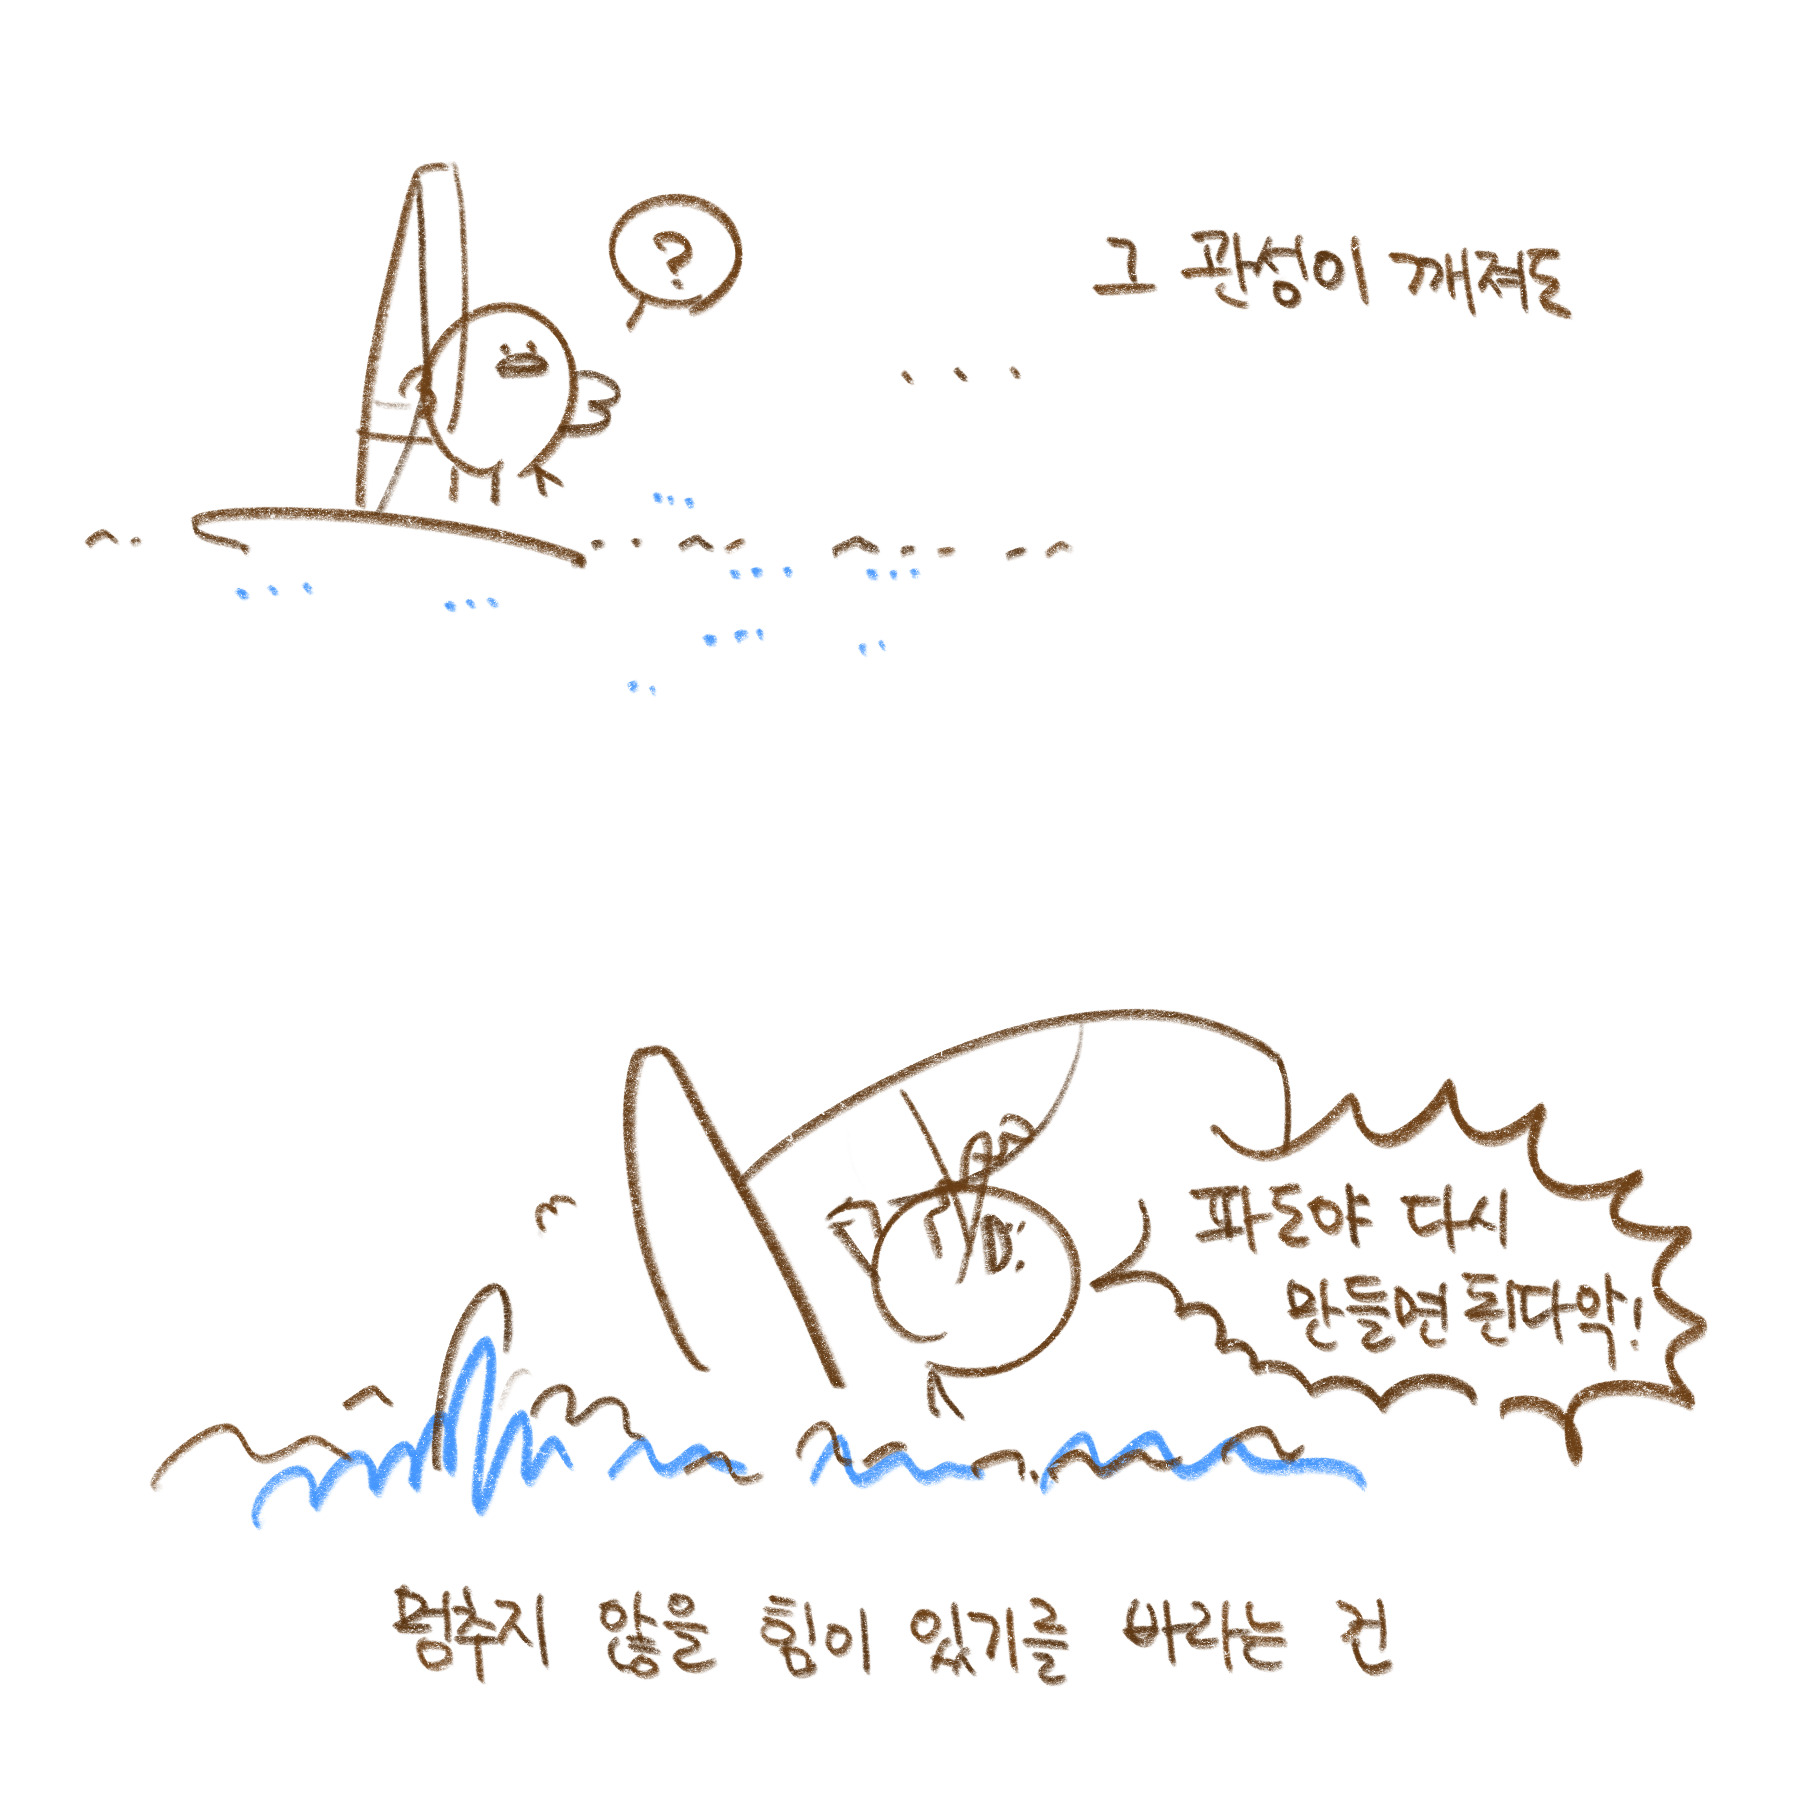 ?
그 관성이 깨져도
...
파도야 다시
만들면 된다악!
멈추지 않을 힘이 있기를 바라는 건